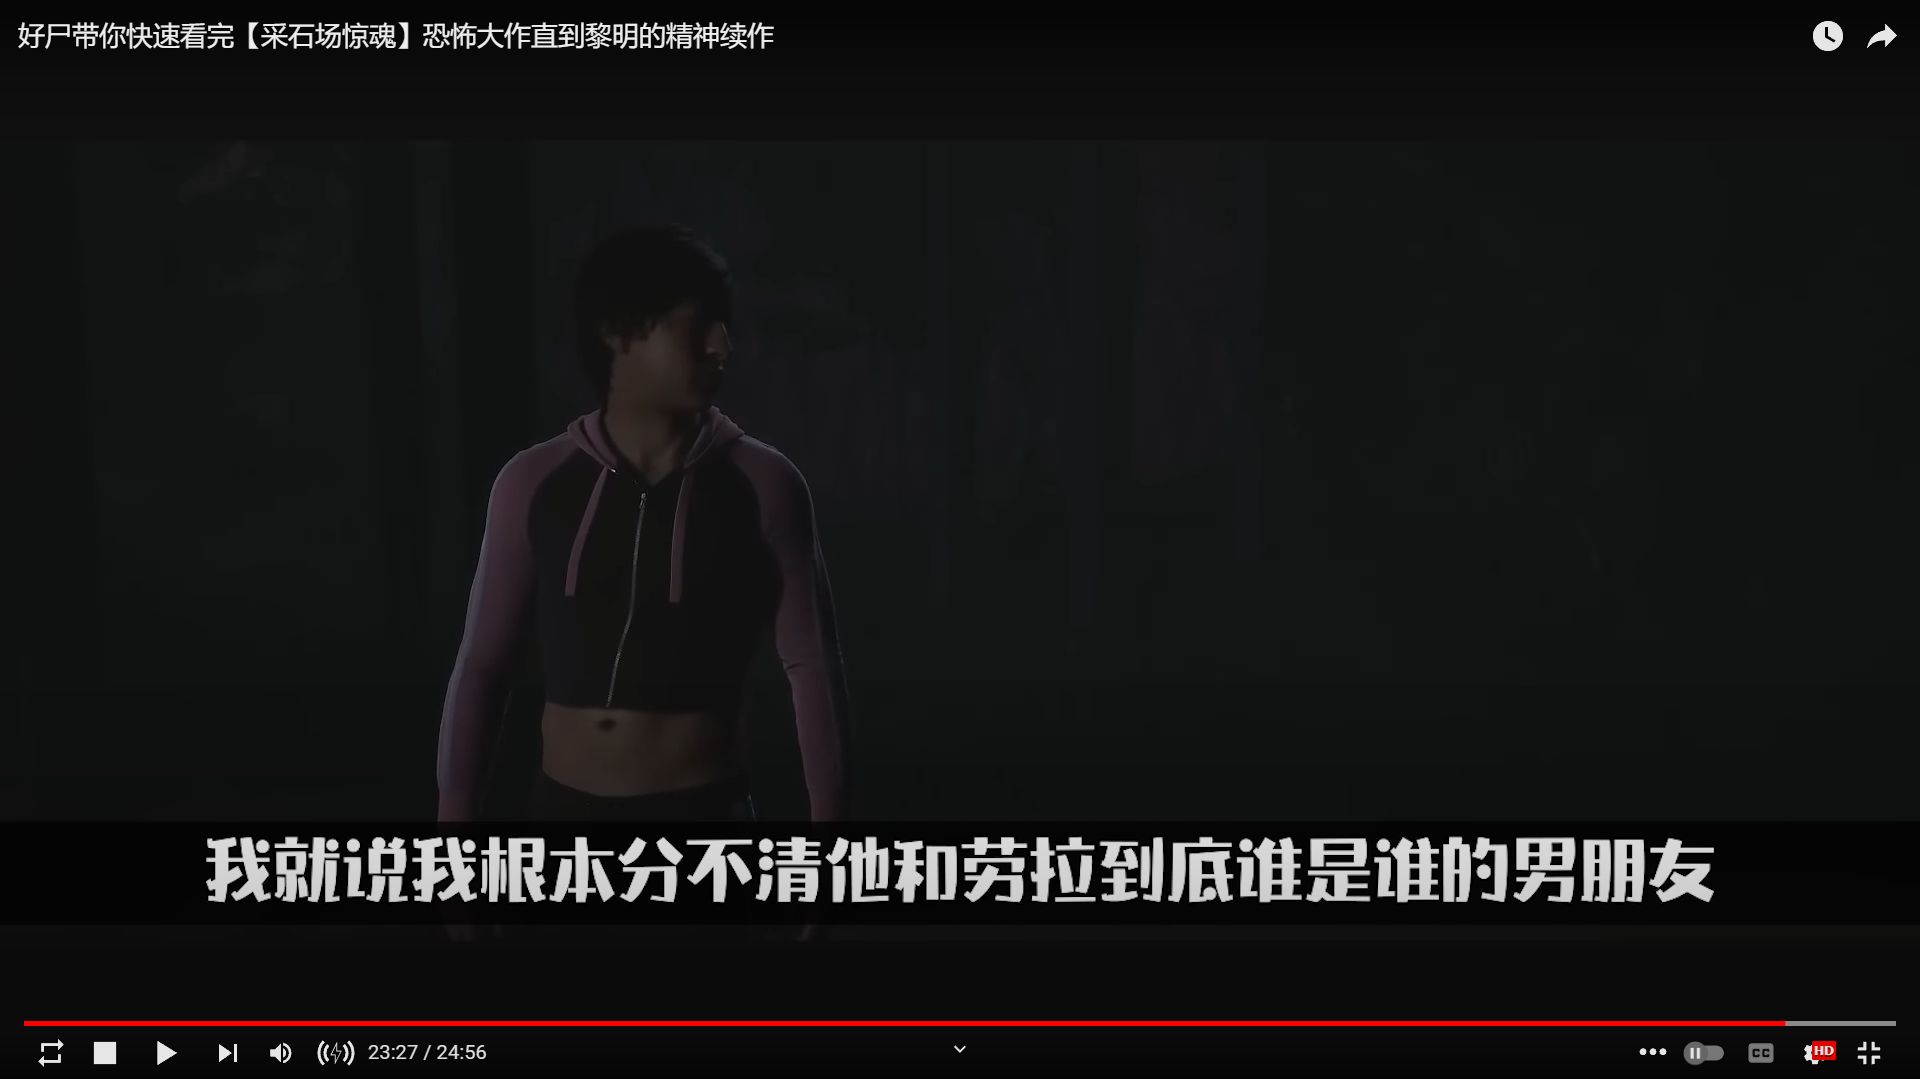 好尸带你快速看完【采石场惊魂】恐怖大作直到黎明的精神续作
我就说我根本分不清他和劳拉到底谁是谁的男朋友
23:27 / 24:56
CC
HD